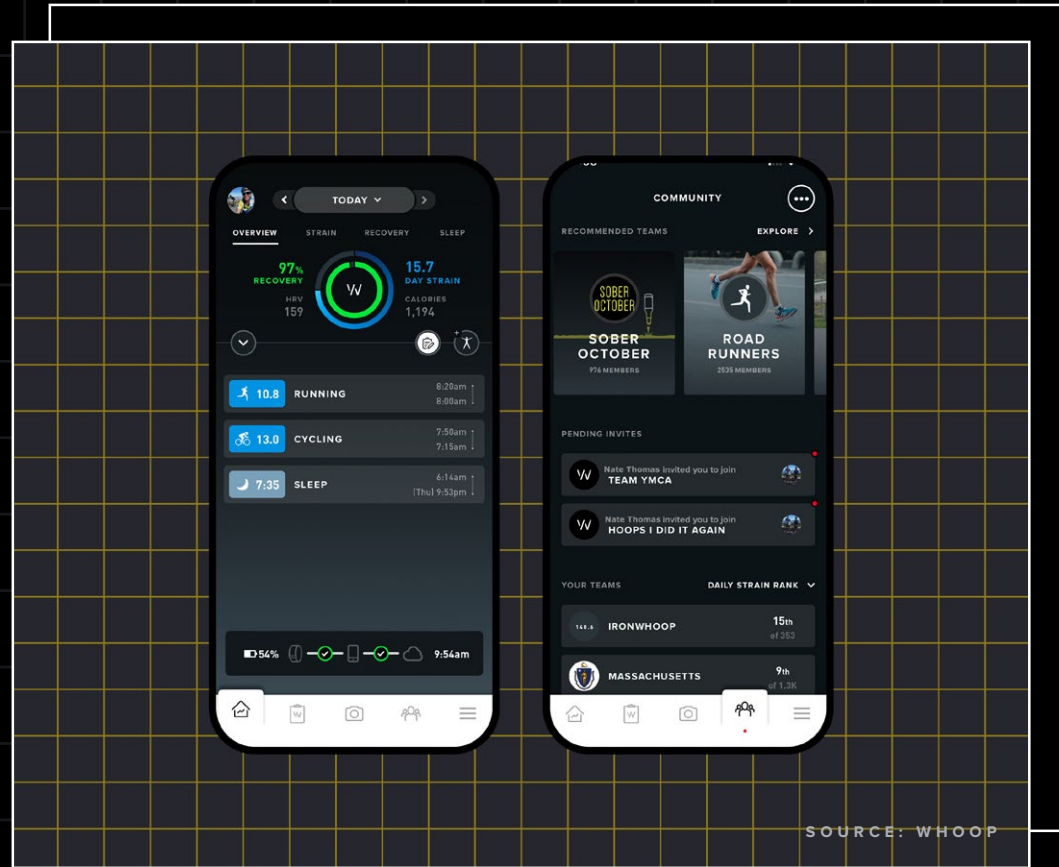 TODAY
OVERVIEW STRAIN RECOVERY SLEEP
97%
RECOVERY
HRV
159
W
15.7
DAY STRAIN
CALORIES
1,194
10.8 RUNNING
8:20am
8:00am
13.0 CYCLING
7:50am
7:15am
7:35 SLEEP
6:14am
[Thu] 9:53pm
54%
9:54am
COMMUNITY
RECOMMENDED TEAMS
EXPLORE
SOBER
OCTOBER
SOBER
OCTOBER
976 MEMBERS
ROAD
RUNNERS
2535 MEMBERS
PENDING INVITES
Nate Thomas invited you to join
TEAM YMCA
Nate Thomas invited you to join
HOOPS I DID IT AGAIN
YOUR TEAMS
DAILY STRAIN RANK
140.6 IRONWHOOP
15th
of 353
MASSACHUSETTS
9th
of 1.3K
SOURCE: WHOOP